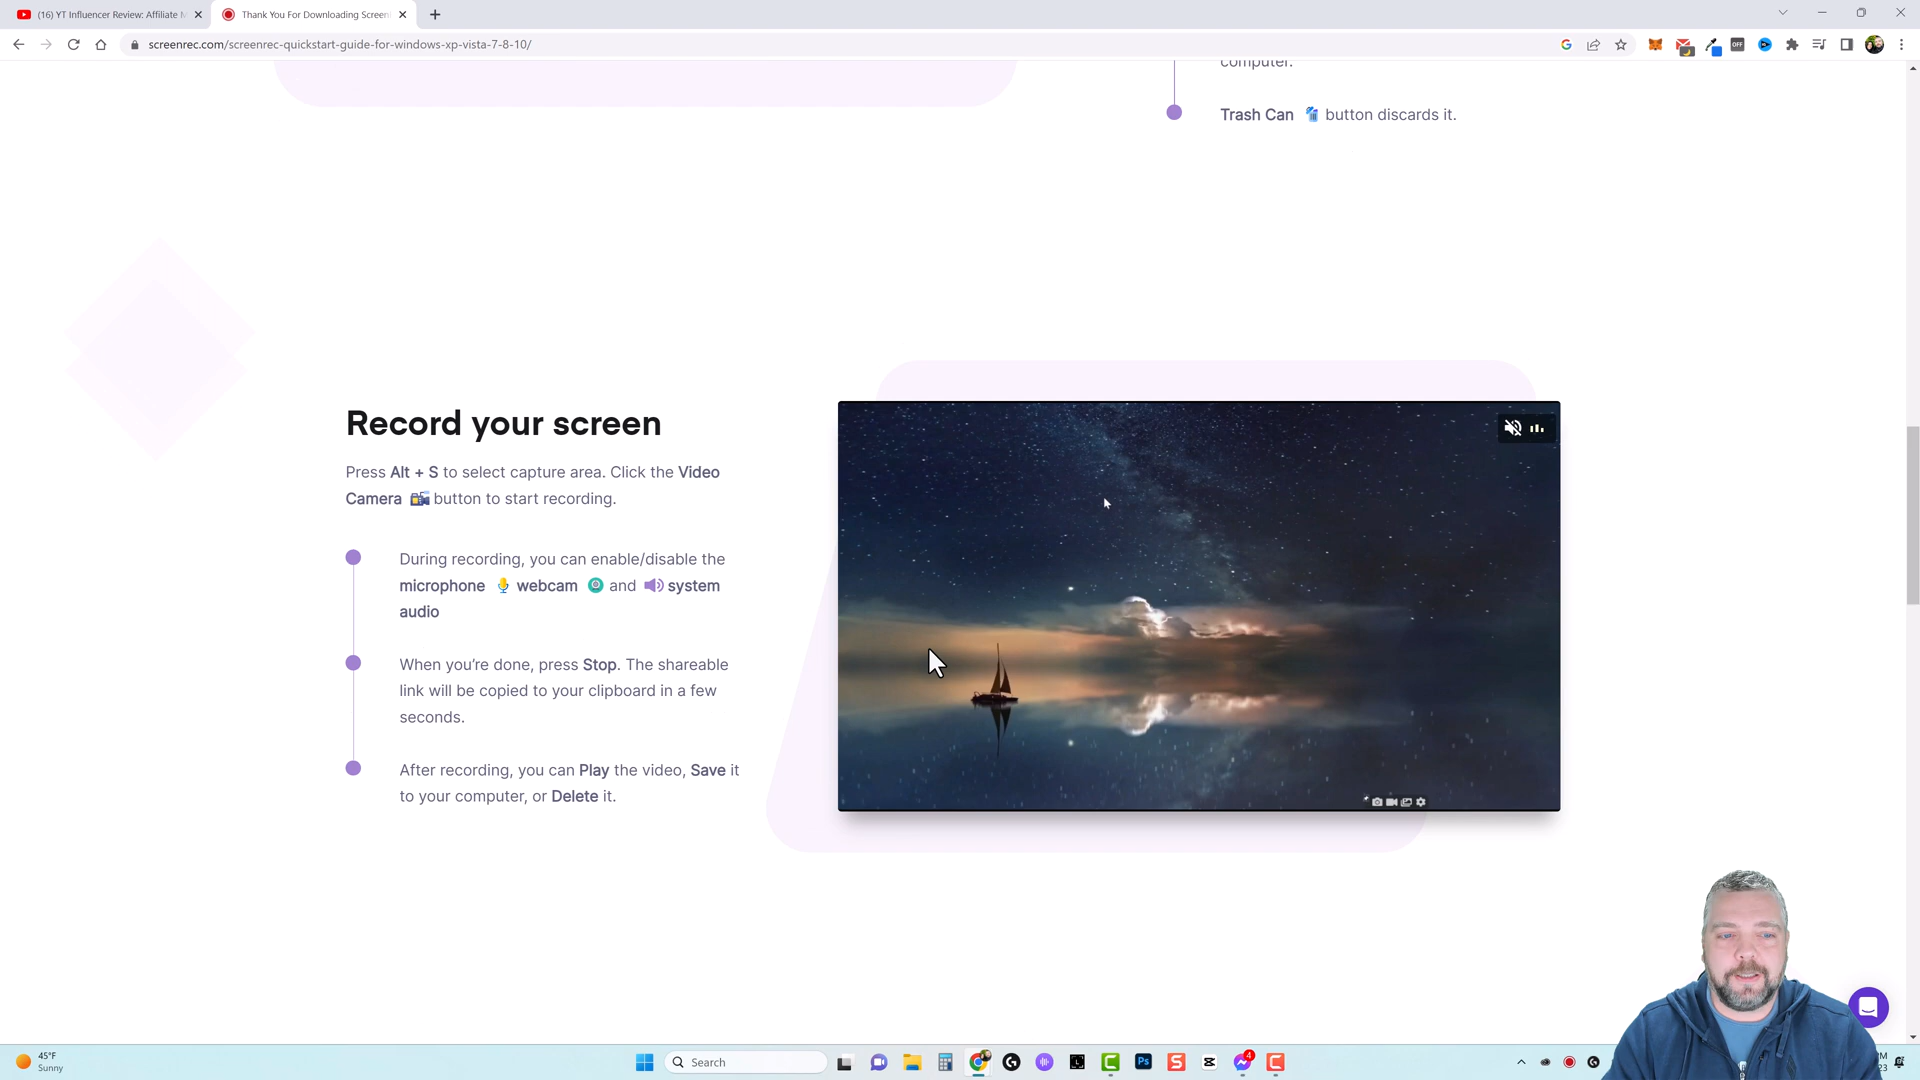 (16) YT Influencer Review: Affiliate M
Thank You For Downloading Screen
screenrec.com/screenrec-quickstart-guide-for-windows-xp-vista-7-8-10/
OFF
computer.
Trash Can button discards it.
Record your screen
Press Alt + S to select capture area. Click the Video
Camera button to start recording.
During recording, you can enable/disable the
microphone webcam and system
audio
When you’re done, press Stop. The shareable
link will be copied to your clipboard in a few
seconds.
After recording, you can Play the video, Save it
to your computer, or Delete it.
45°F
Sunny
Search
Ps
4